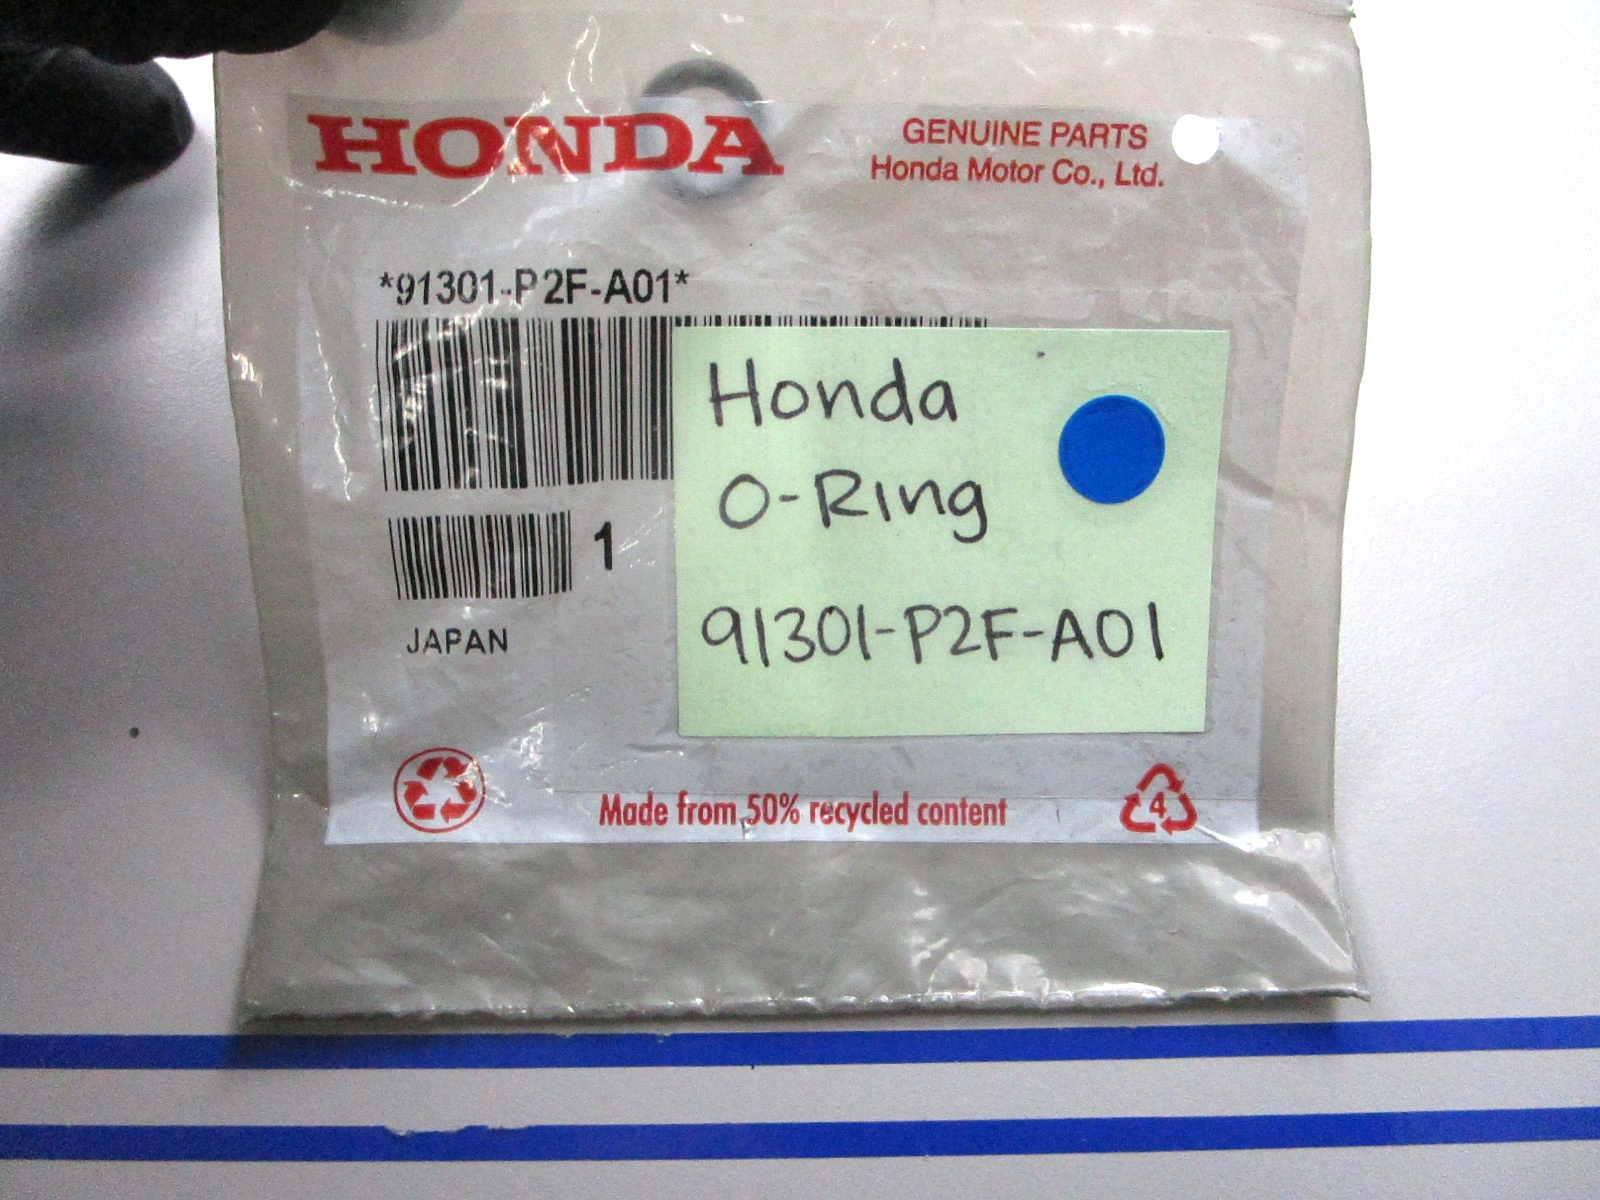 HONDA
GENUINE PARTS
Honda Motor Co., Ltd.
*91301-P2F-A01*
Honda
O-Ring
91301-P2F-A01
1
JAPAN
Made from 50% recycled content
4